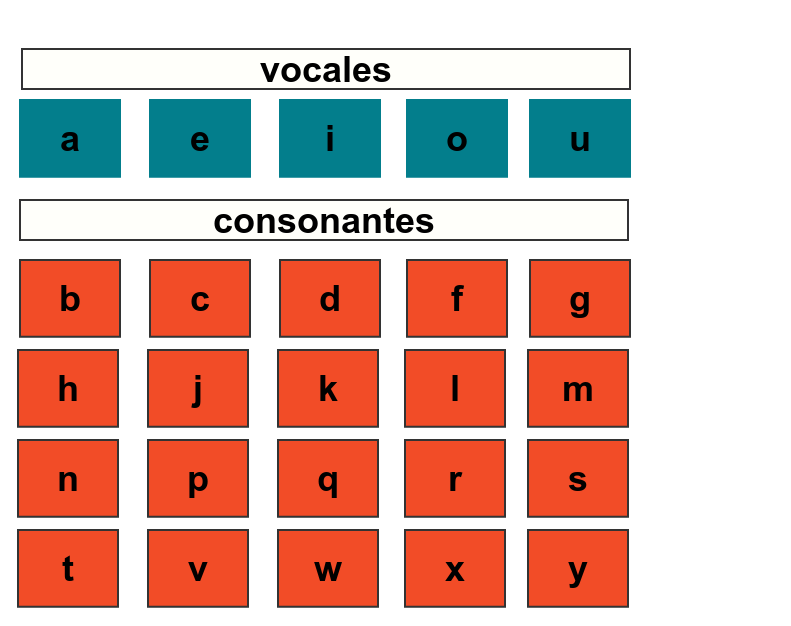 vocales
a e i o u
consonantes
b c d f g
h j k l m
n p q r s
t v w x y